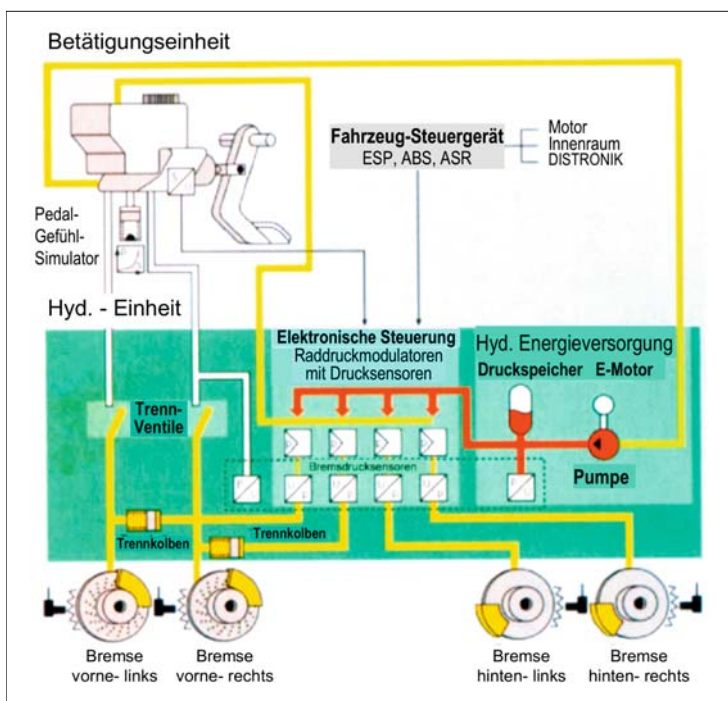 Betätigungseinheit
Fahrzeug-Steuergerät
ESP, ABS, ASR
Motor
Innenraum
DISTRONIK
Pedal-
Gefühl-
Simulator
Hyd. - Einheit
Elektronische Steuerung
Raddruckmodulatoren
mit Drucksensoren
Hyd. Energieversorgung
Druckspeicher E-Motor
Trenn-
Ventile
Bremsdrucksensoren
Pumpe
Trennkolben
Trennkolben
Bremse
vorne- links
Bremse
vorne- rechts
Bremse
hinten- links
Bremse
hinten- rechts